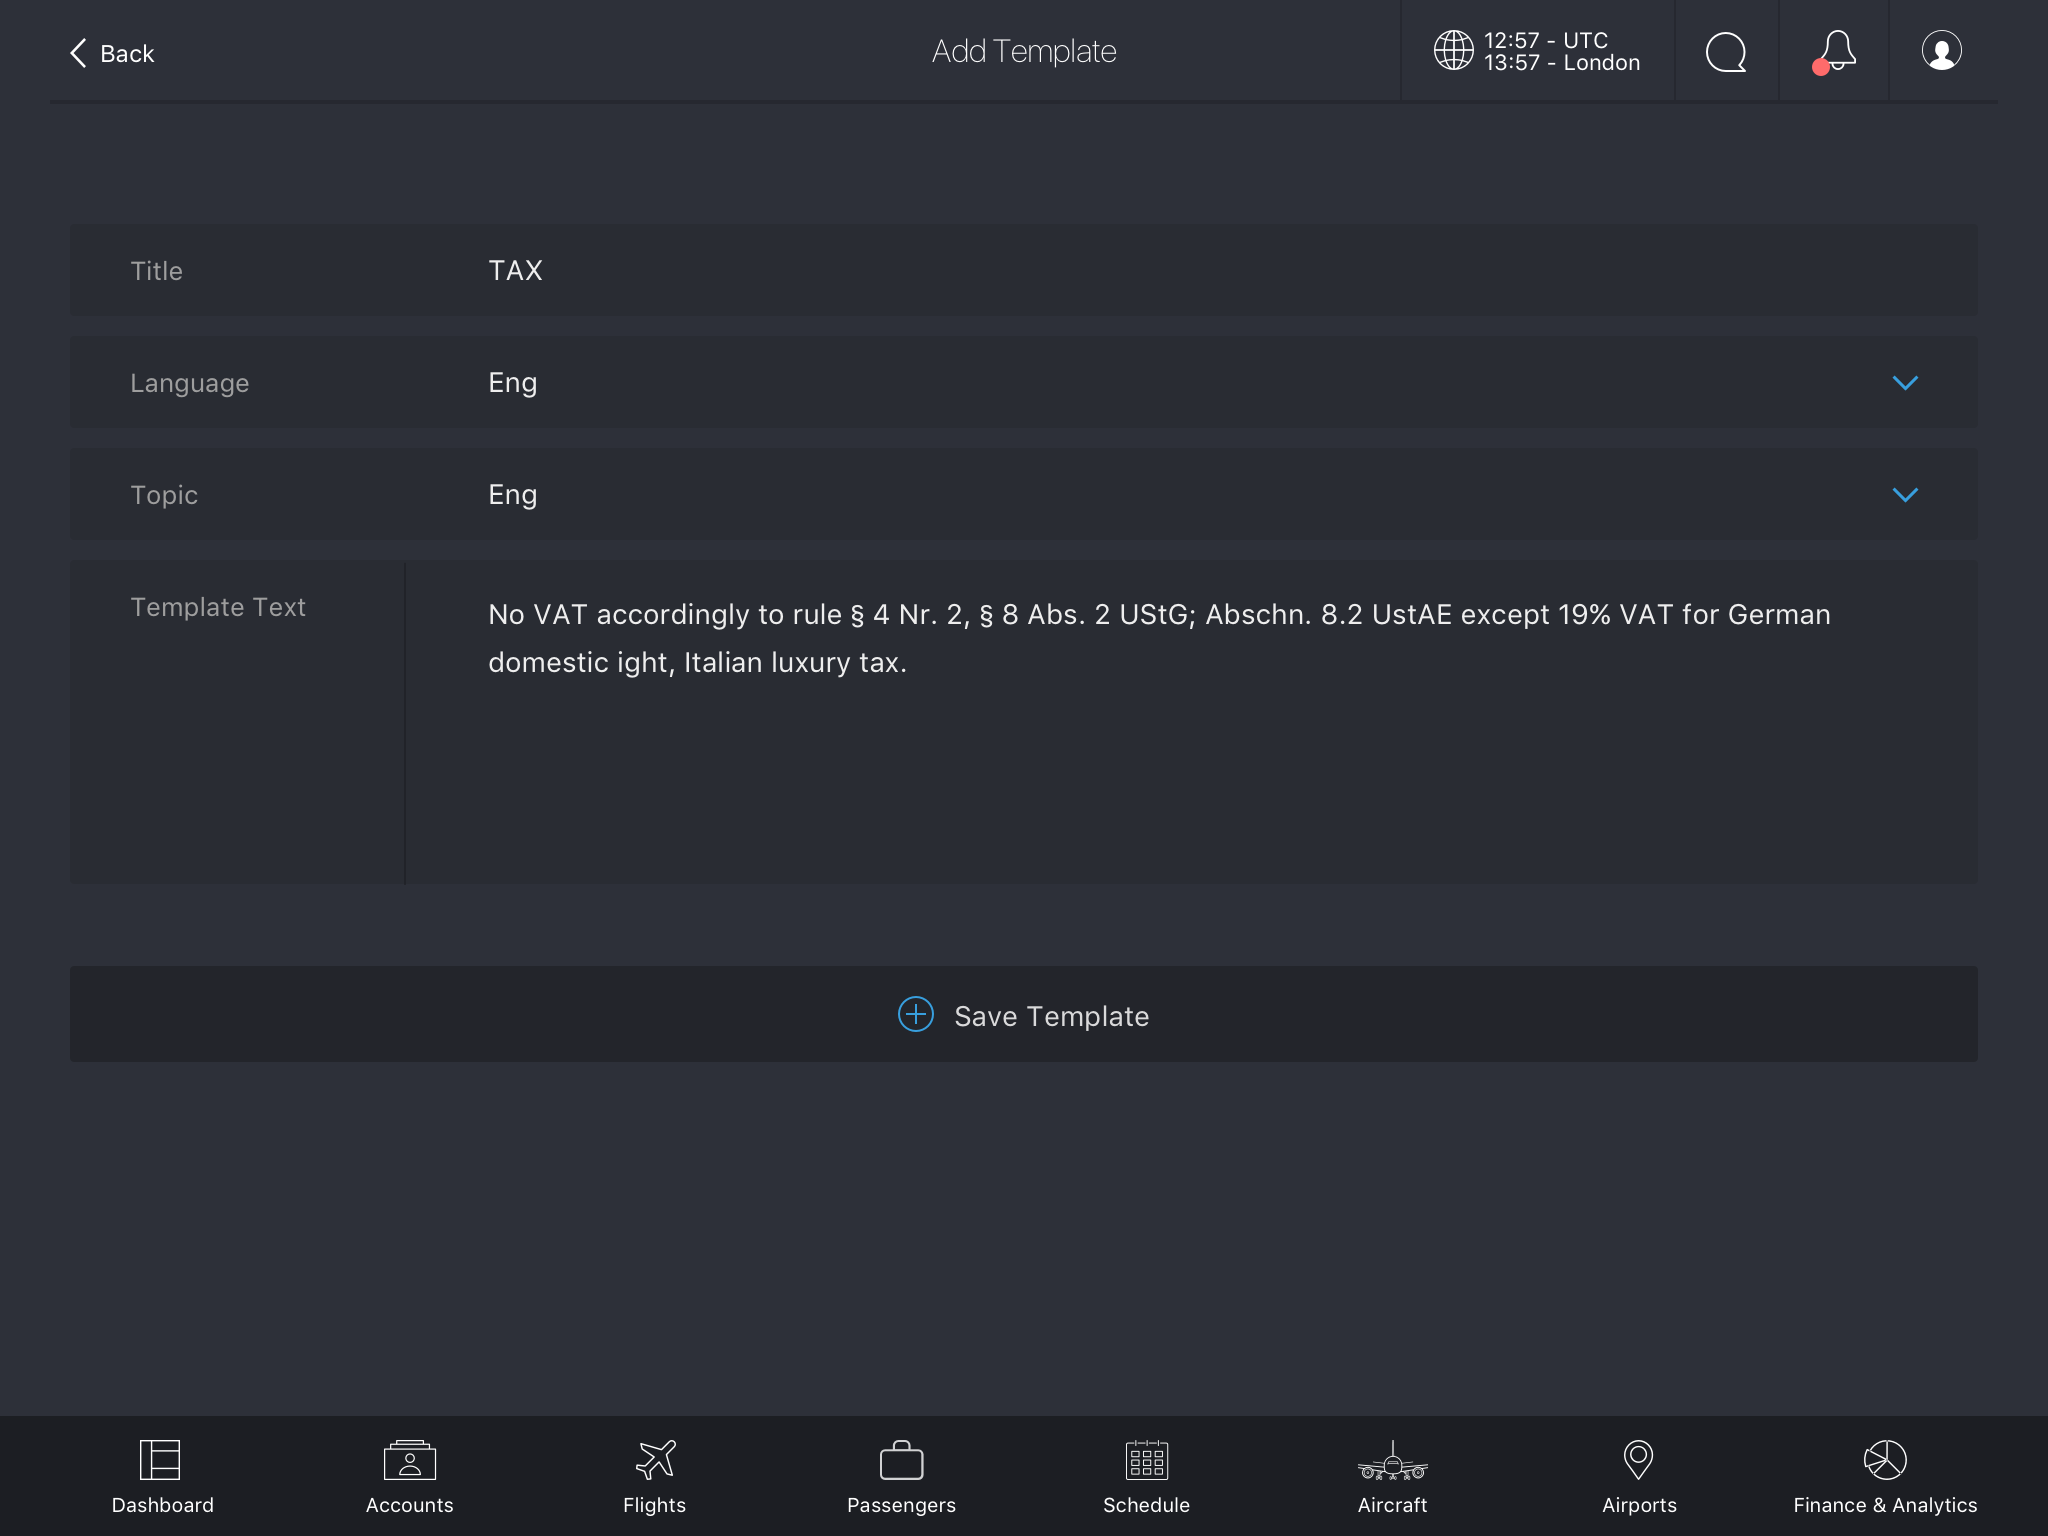 Back
Add Template
12:57 - UTC
13:57 - London
Title
TAX
Language
Eng
Topic
Eng
Template Text
No VAT accordingly to rule § 4 Nr. 2, § 8 Abs. 2 UStG; Abschn. 8.2 UstAE except 19% VAT for German
domestic ight, Italian luxury tax.
Save Template
Dashboard
Accounts
Flights
Passengers
Schedule
Aircraft
Airports
Finance & Analytics